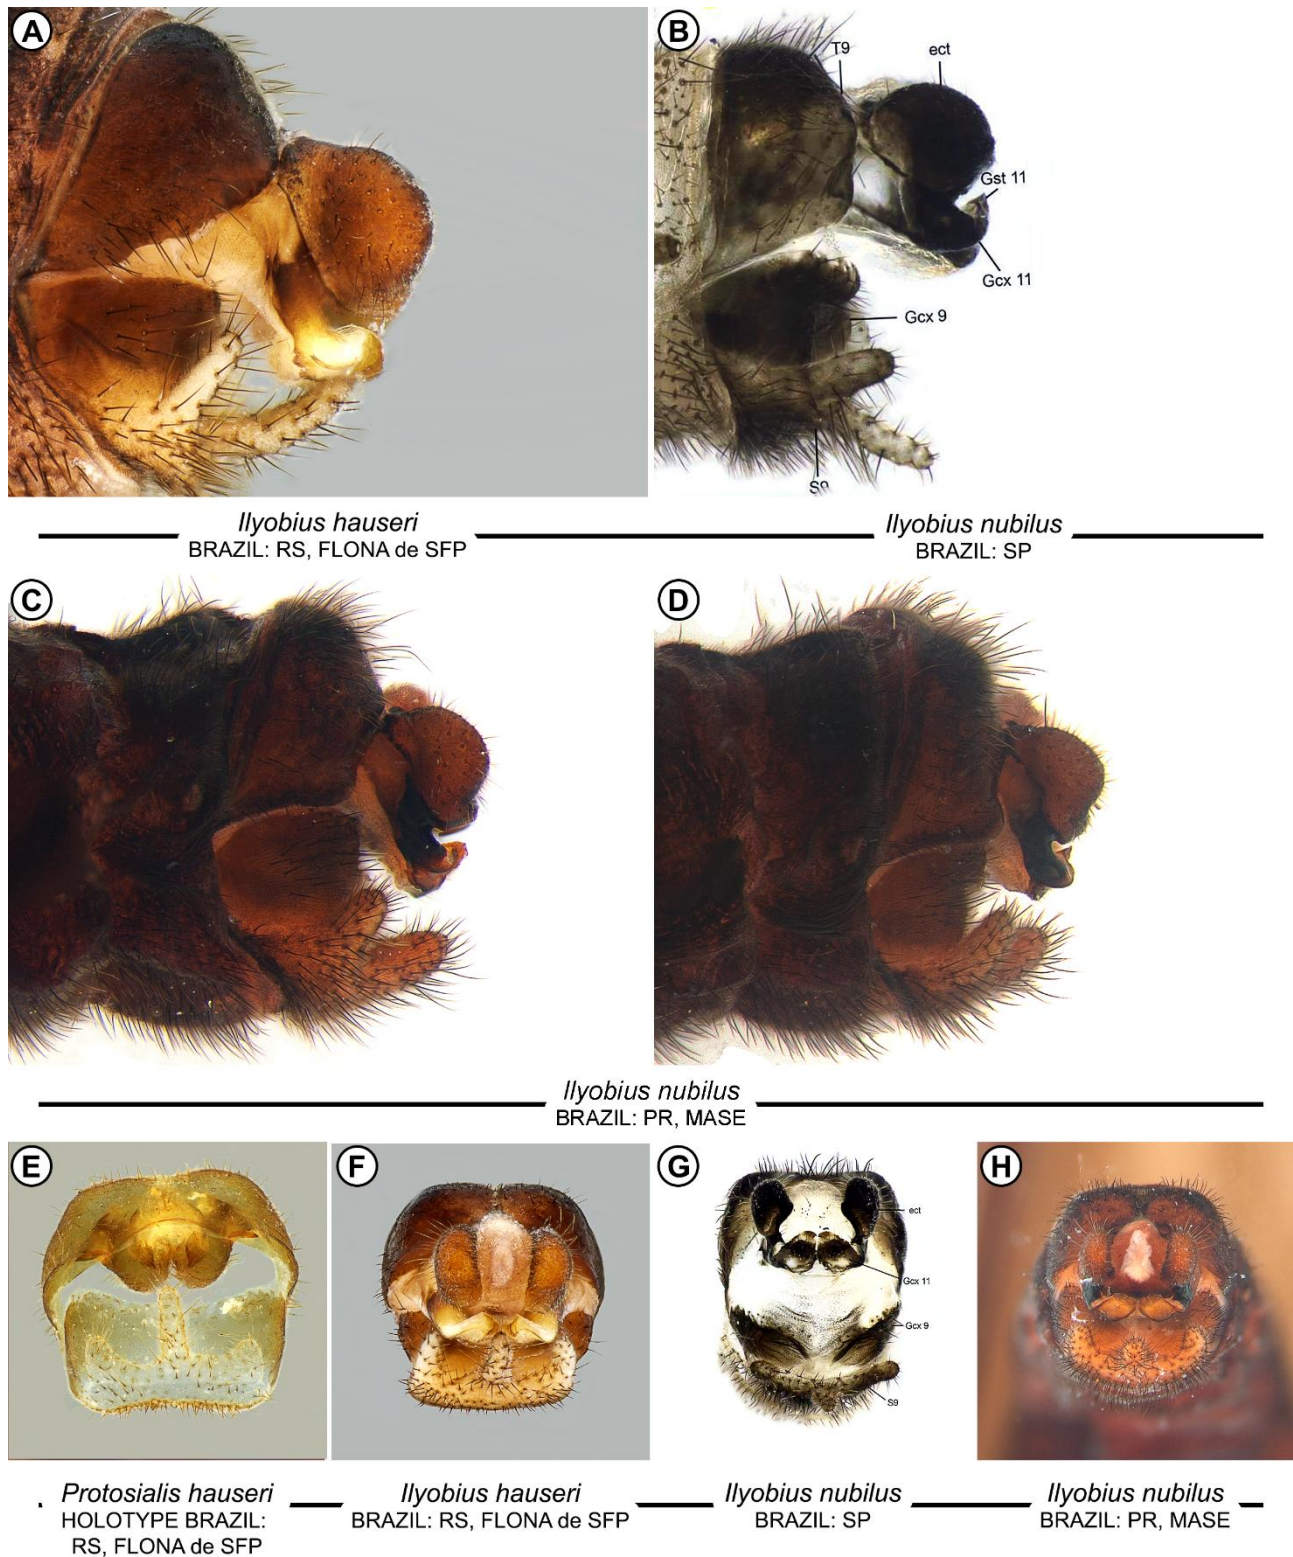 A
B
T9
ect
Gst 11
Gcx 11
Gcx 9
S9
Ilyobius hauseri
BRAZIL: RS, FLONA de SFP
Ilyobius nubilus
BRAZIL: SP
C
D
Ilyobius nubilus
BRAZIL: PR, MASE
E
F
G
H
ect
Gcx 11
Gcx 9
S9
Protosialis hauseri
HOLOTYPE BRAZIL:
RS, FLONA de SFP
Ilyobius hauseri
BRAZIL: RS, FLONA de SFP
Ilyobius nubilus
BRAZIL: SP
Ilyobius nubilus
BRAZIL: PR, MASE